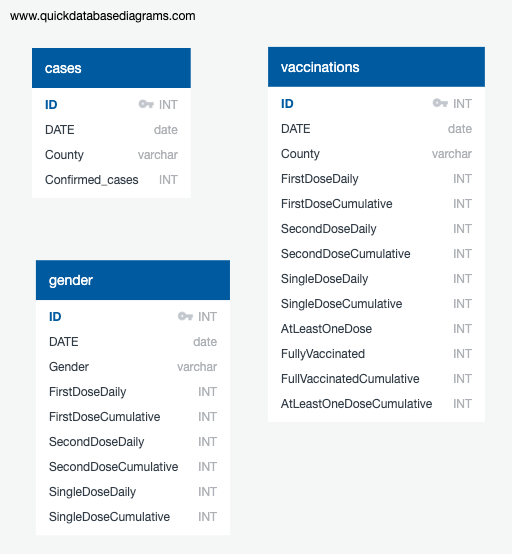 www.quickdatabasediagrams.com
cases
ID INT
DATE date
County varchar
Confirmed_cases INT
vaccinations
ID INT
DATE date
County varchar
FirstDoseDaily INT
FirstDoseCumulative INT
SecondDoseDaily INT
SecondDoseCumulative INT
SingleDoseDaily INT
SingleDoseCumulative INT
AtLeastOneDose INT
FullyVaccinated INT
FullVaccinatedCumulative INT
AtLeastOneDoseCumulative INT
gender
ID INT
DATE date
Gender varchar
FirstDoseDaily INT
FirstDoseCumulative INT
SecondDoseDaily INT
SecondDoseCumulative INT
SingleDoseDaily INT
SingleDoseCumulative INT